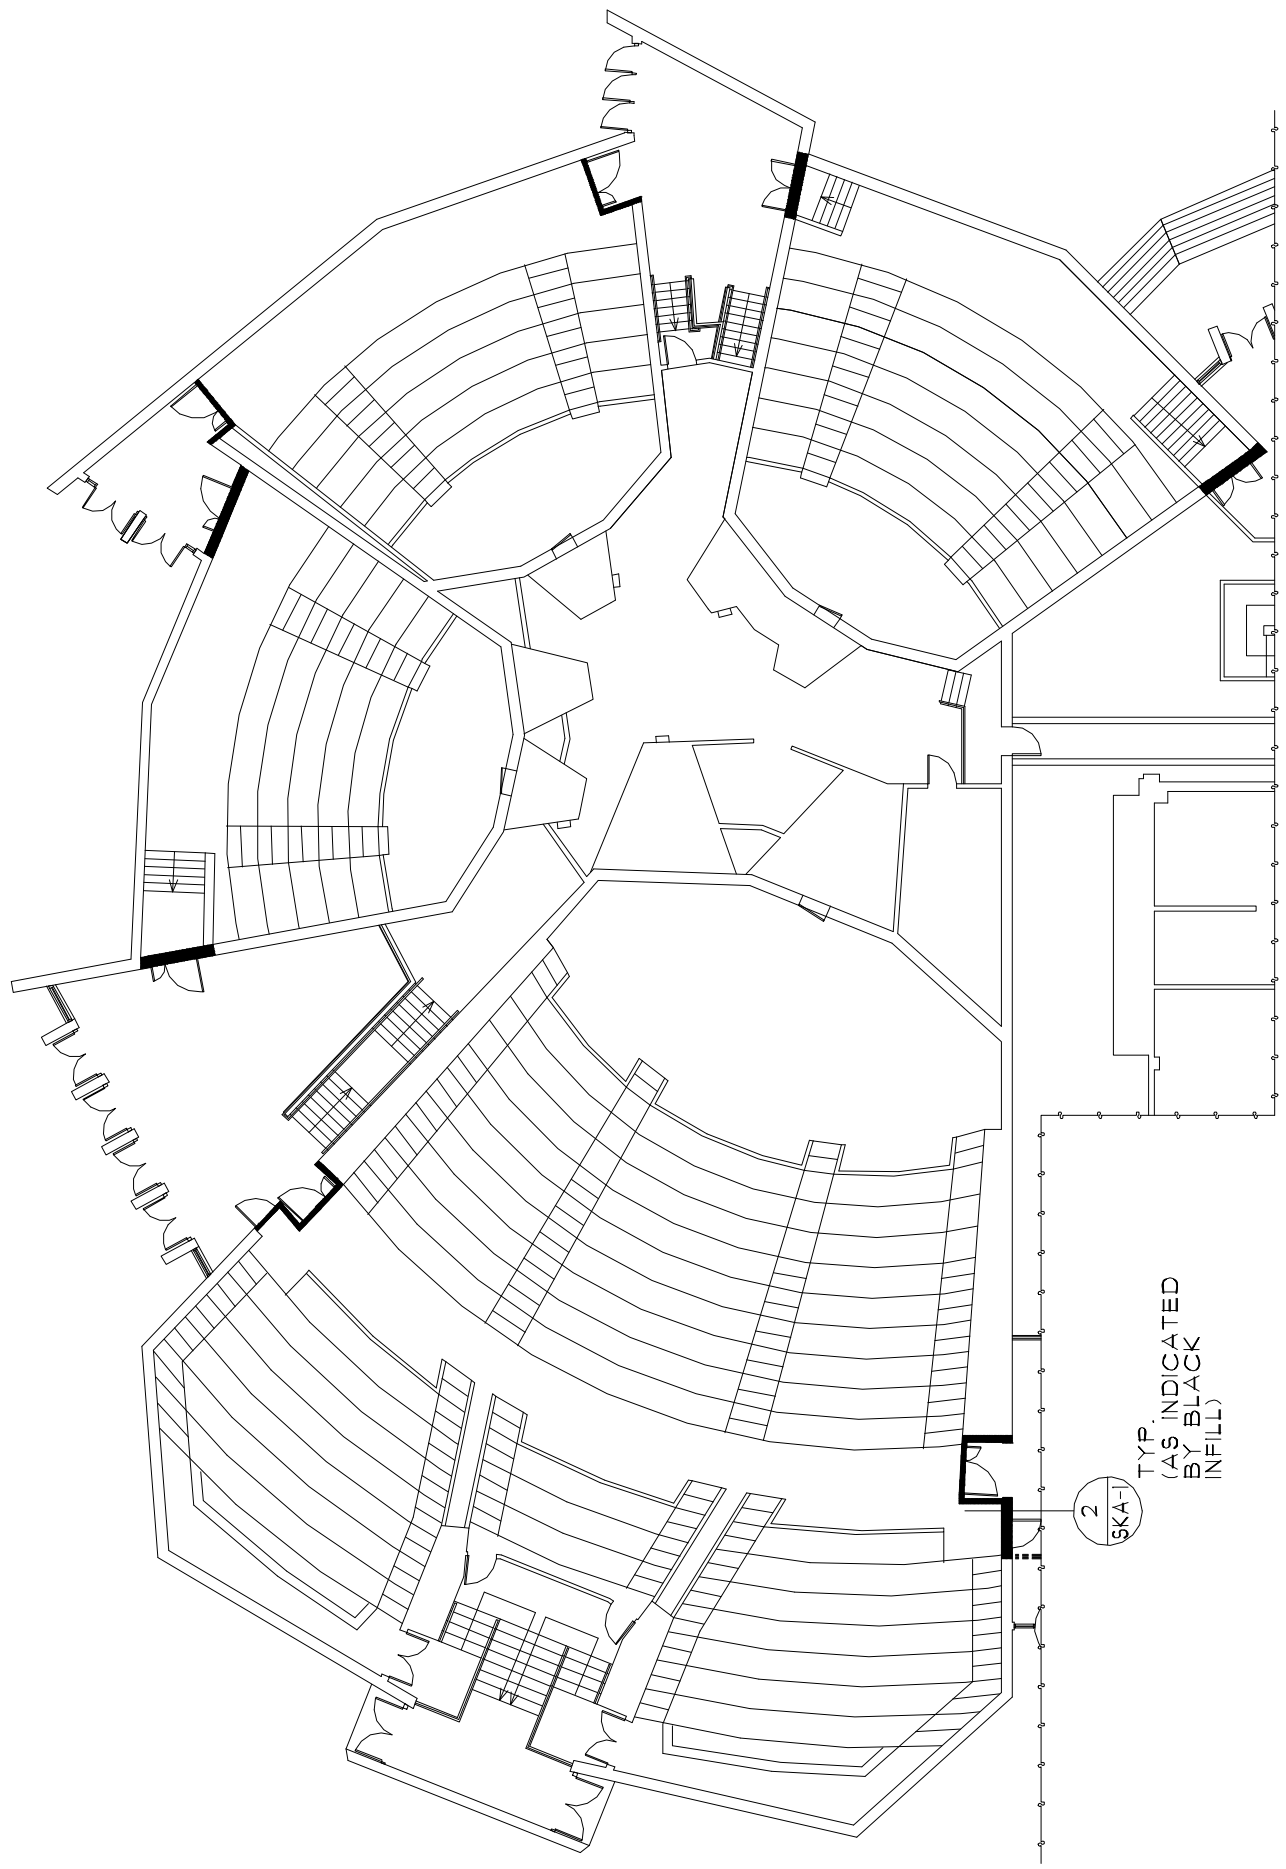 2
SKA-1
TYP.
(AS INDICATED
BY BLACK
INFILL)